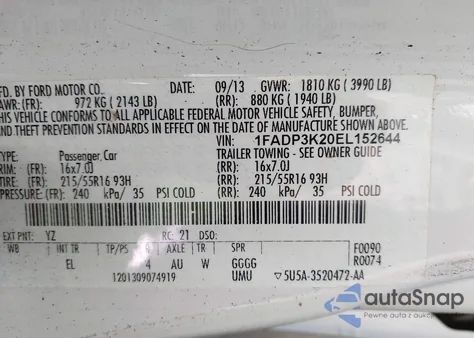 FD. BY FORD MOTOR CO. DATE: 09/13 GVWR: 1810 KG ( 3990 LB)
AWR: (FR): 972 KG ( 2143 LB) (RR): 880 KG ( 1940 LB)
THIS VEHICLE CONFORMS TO ALL APPLICABLE FEDERAL MOTOR VEHICLE SAFETY, BUMPER,
AND THEFT PREVENTION STANDARDS IN EFFECT ON THE DATE OF MANUFACTURE SHOWN ABOVE.
VIN: 1FADP3K20EL152644
TYPE: Passenger Car TRAILER TOWING - SEE OWNER GUIDE
RIM: (FR): 16x7.0J (RR): 16x7.0J
TIRE: 215/55R16 93H (RR): 215/55R16 93H
PRESSURE: (FR): 240 kPa/ 35 PSI COLD (RR): 240 kPa/ 35 PSI COLD
EXT PNT: YZ RC: 21 DSO: F0090
WB INT TR TP/PS R AXLE TR SPR R0074
EL 4 AU W GGGG
1201309074919 UMU 5U5A-3520472-AA
autoSnap
Pewne auto z USA